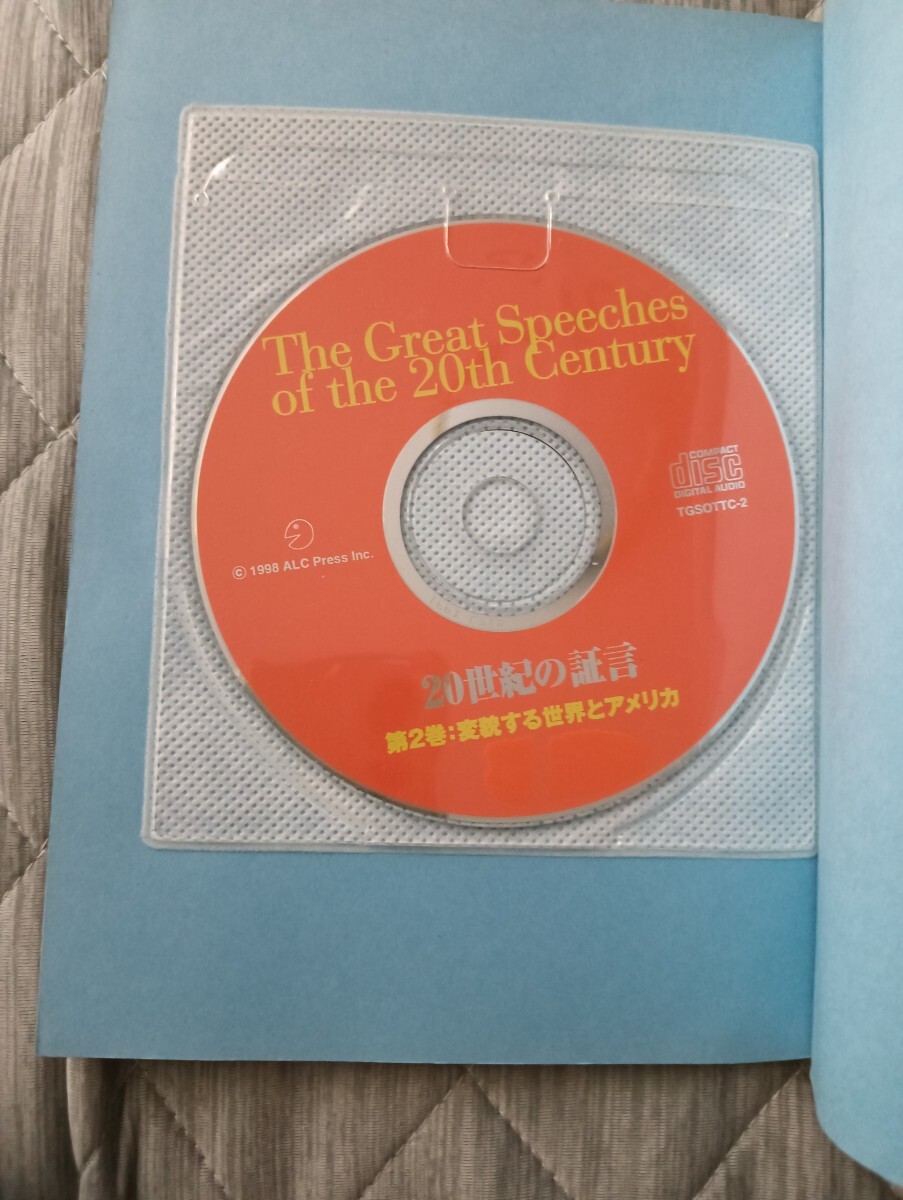 The Great Speeches
of the 20th Century
COMPACT
disc
DIGITAL AUDIO
TGSOTTC-2
© 1998 ALC Press Inc.
20世紀の証言
第2巻:変貌する世界とアメリカ